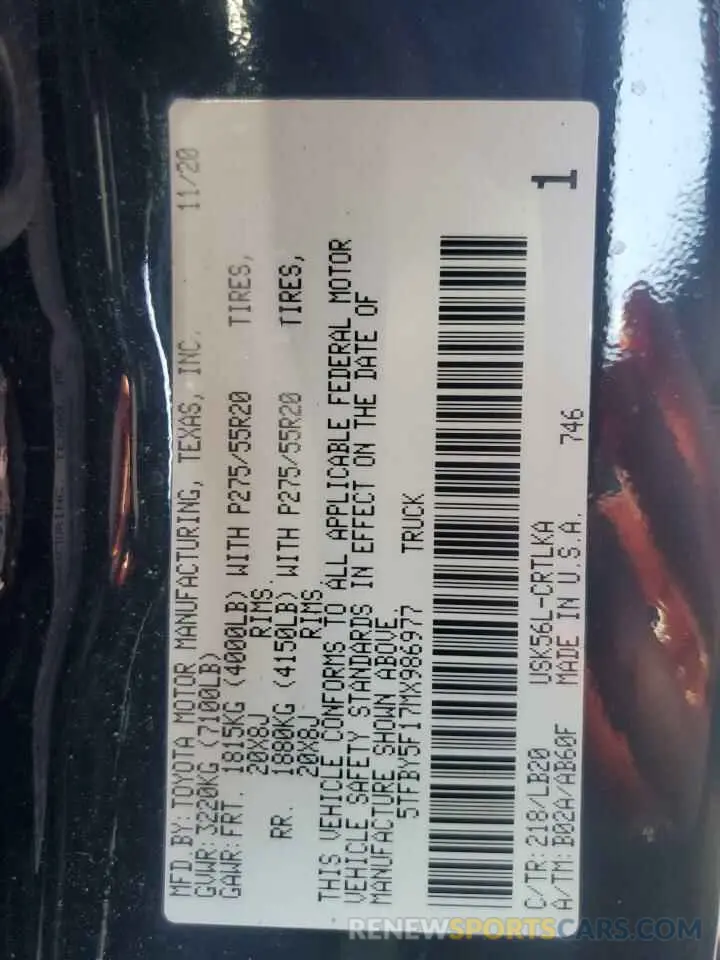 MFD.BY:TOYOTA MOTOR MANUFACTURING, TEXAS, INC. 11/20
GVWR:3220KG (7100LB)
GAWR:FRT. 1815KG (4000LB) WITH P275/55R20 TIRES,
20X8J RIMS.
RR. 1880KG (4150LB) WITH P275/55R20 TIRES,
20X8J RIMS.
THIS VEHICLE CONFORMS TO ALL APPLICABLE FEDERAL MOTOR
VEHICLE SAFETY STANDARDS IN EFFECT ON THE DATE OF
MANUFACTURE SHOWN ABOVE.
5TFBY5F17MX986977 TRUCK
C/TR:218/LB20 USK56L-CRTLKA 746
A/TM:B02A/AB60F MADE IN U.S.A.
1
RENEWSPORTSCARS.COM